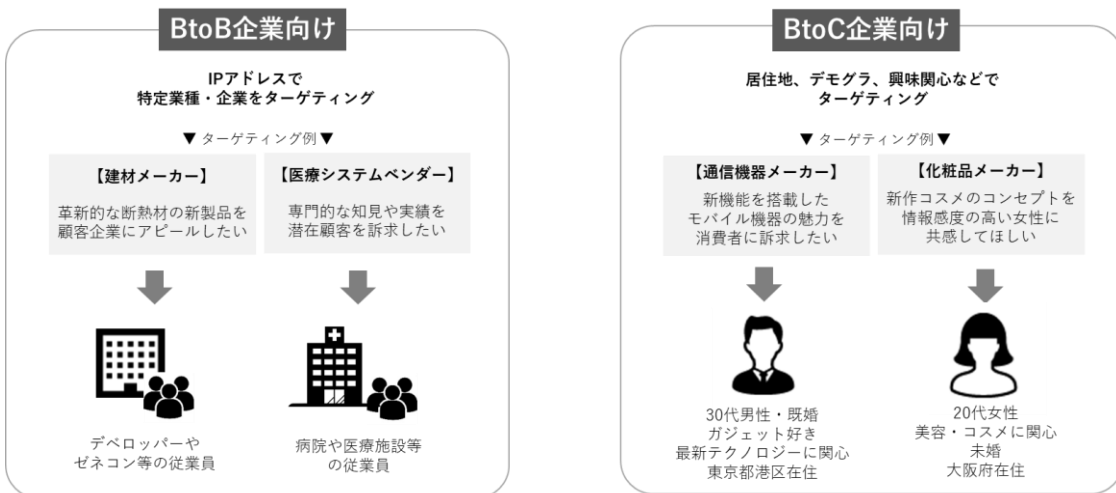 BtoB企業向け
IPアドレスで
特定業種・企業をターゲティング
▼ ターゲティング例 ▼
【建材メーカー】
革新的な断熱材の新製品を
顧客企業にアピールしたい
デベロッパーや
ゼネコン等の従業員
【医療システムベンダー】
専門的な知見や実績を
潜在顧客を訴求したい
病院や医療施設等
の従業員
BtoC企業向け
居住地、デモグラ、興味関心などで
ターゲティング
▼ ターゲティング例 ▼
【通信機器メーカー】
新機能を搭載した
モバイル機器の魅力を
消費者に訴求したい
30代男性・既婚
ガジェット好き
最新テクノロジーに関心
東京都港区在住
【化粧品メーカー】
新作コスメのコンセプトを
情報感度の高い女性に
共感してほしい
20代女性
美容・コスメに関心
未婚
大阪府在住